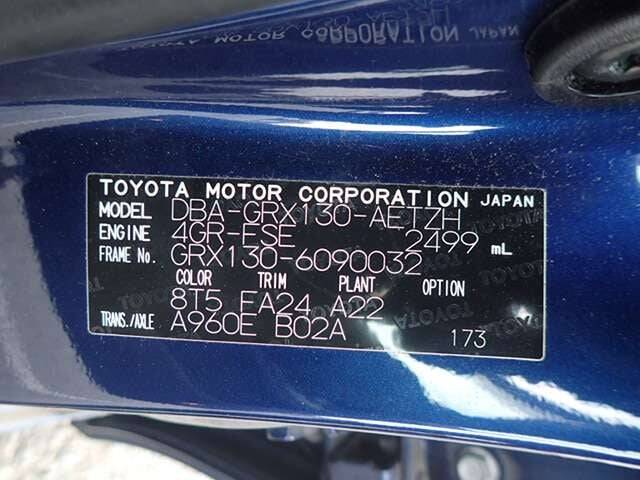 TOYOTA MOTOR CORPORATION JAPAN
MODEL DBA-GRX130-AETZH
ENGINE 4GR-FSE 2499 mL
FRAME No. GRX130-6090032
COLOR TRIM PLANT OPTION
8T5 FA24 A22
TRANS./AXLE A960E B02A 173